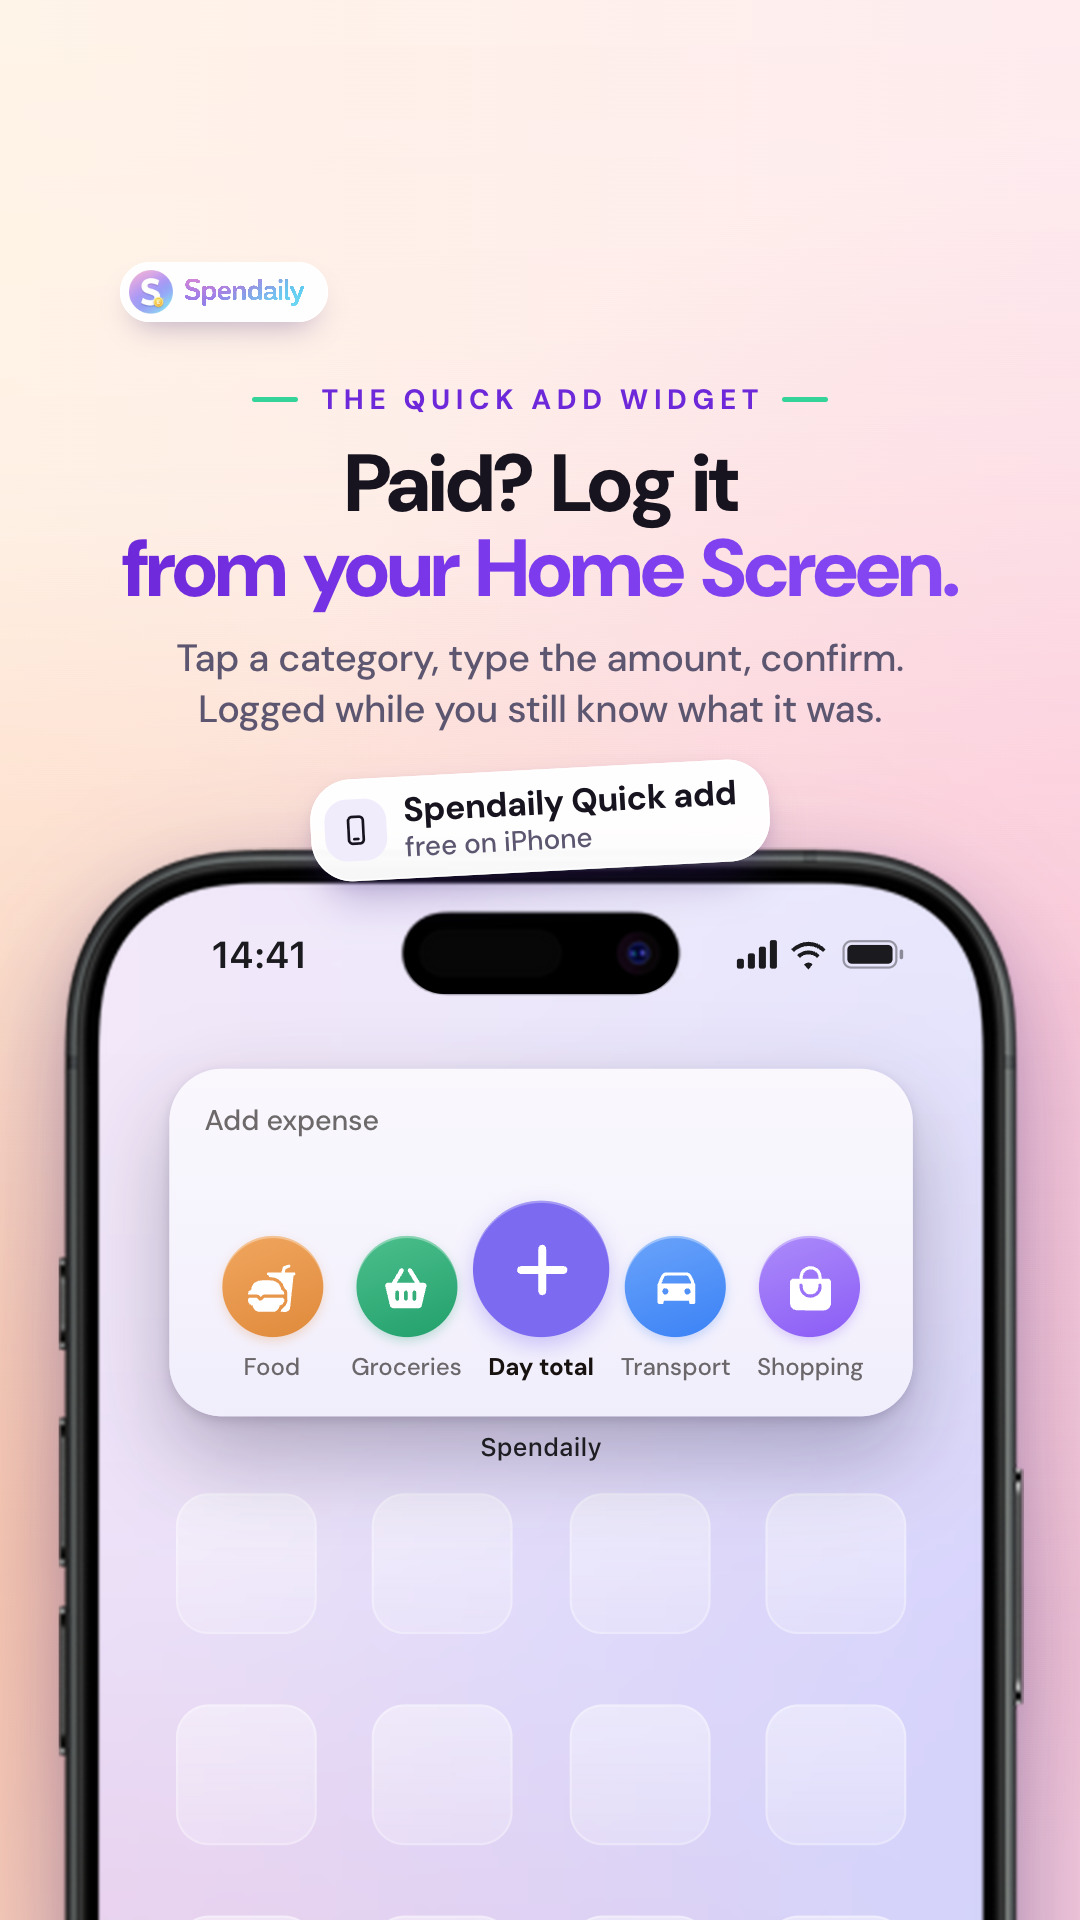 Spendaily
THE QUICK ADD WIDGET
Paid? Log it
from your Home Screen.
Tap a category, type the amount, confirm.
Logged while you still know what it was.
Spendaily Quick add
free on iPhone
14:41
Add expense
Food Groceries Day total Transport Shopping
Spendaily